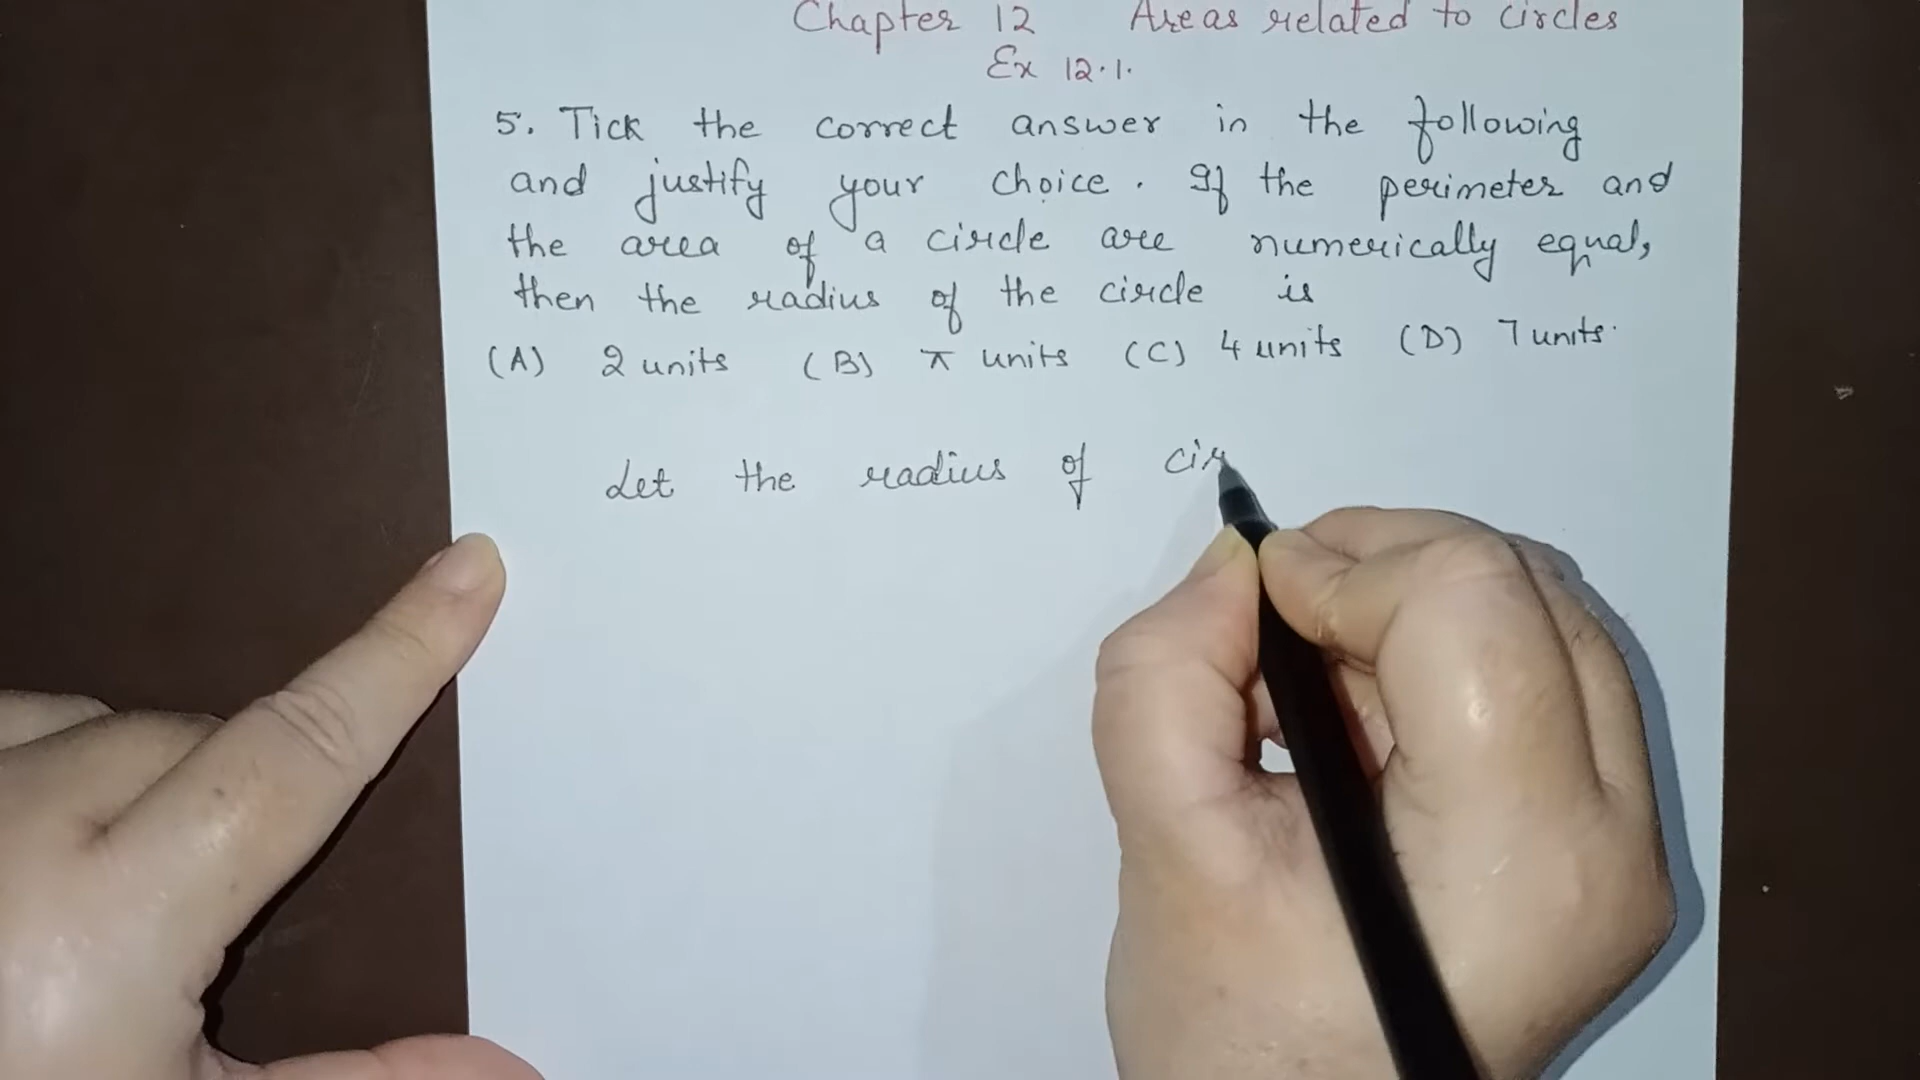 Chapter 12 Areas related to circles
Ex 12.1.
5. Tick the correct answer in the following
and justify your choice. If the perimeter and
the area of a circle are numerically equal,
then the radius of the circle is
(A) 2 units (B) π units (C) 4 units (D) 7 units.
Let the radius of cir